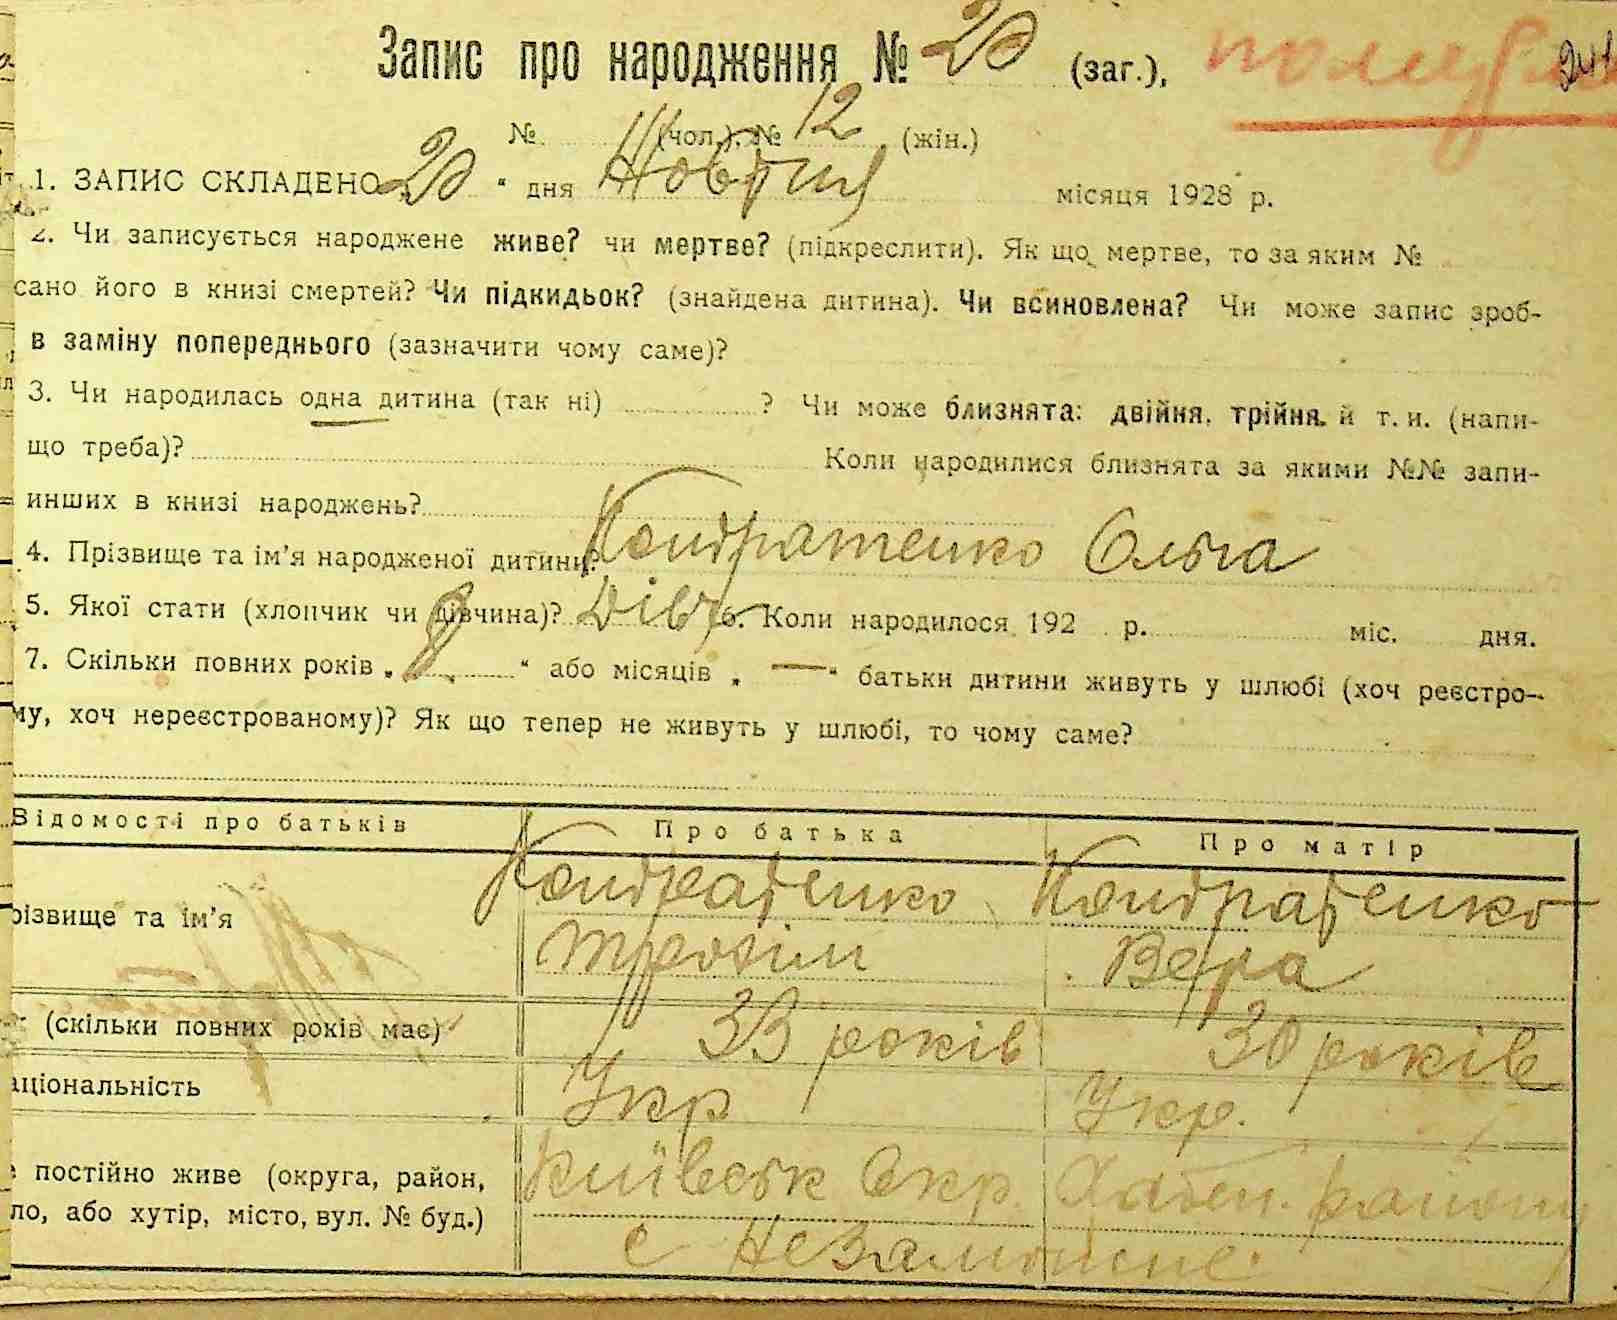 Запис про народження № 20 (заг.),
241
№ (чол.), № 12 (жін.)
1. ЗАПИС СКЛАДЕНО 20 “ дня Жовтня місяця 1928 р.
2. Чи записується народжене живе? чи мертве? (підкреслити). Як що мертве, то за яким №
сано його в книзі смертей? Чи підкидьок? (знайдена дитина). Чи всиновлена? Чи може запис зроб-
в заміну попереднього (зазначити чому саме)?
3. Чи народилась одна дитина (так ні) ? Чи може близнята: двійня, трійня й т. и. (напи-
що треба)? Коли народилися близнята за якими №№ запи-
инших в книзі народжень?
4. Прізвище та ім'я народженої дитини? Кондратенко Ольга
5. Якої стати (хлопчик чи дівчина)? Дівч 6. Коли народилося 192 р. міс. дня.
7. Скільки повних років „ 8 “ або місяців „ — “ батьки дитини живуть у шлюбі (хоч реєстро-
му, хоч нереєстрованому)? Як що тепер не живуть у шлюбі, то чому саме?
Відомості про батьків Про батька Про матір
різвище та ім'я Кондратенко Кондратенко
Трохим Вера
(скільки повних років має) 33 років 30 років
аціональність Укр Укр.
е постійно живе (округа, район, Київськ Окр. Хабен. району
ло, або хутір, місто, вул. № буд.) с